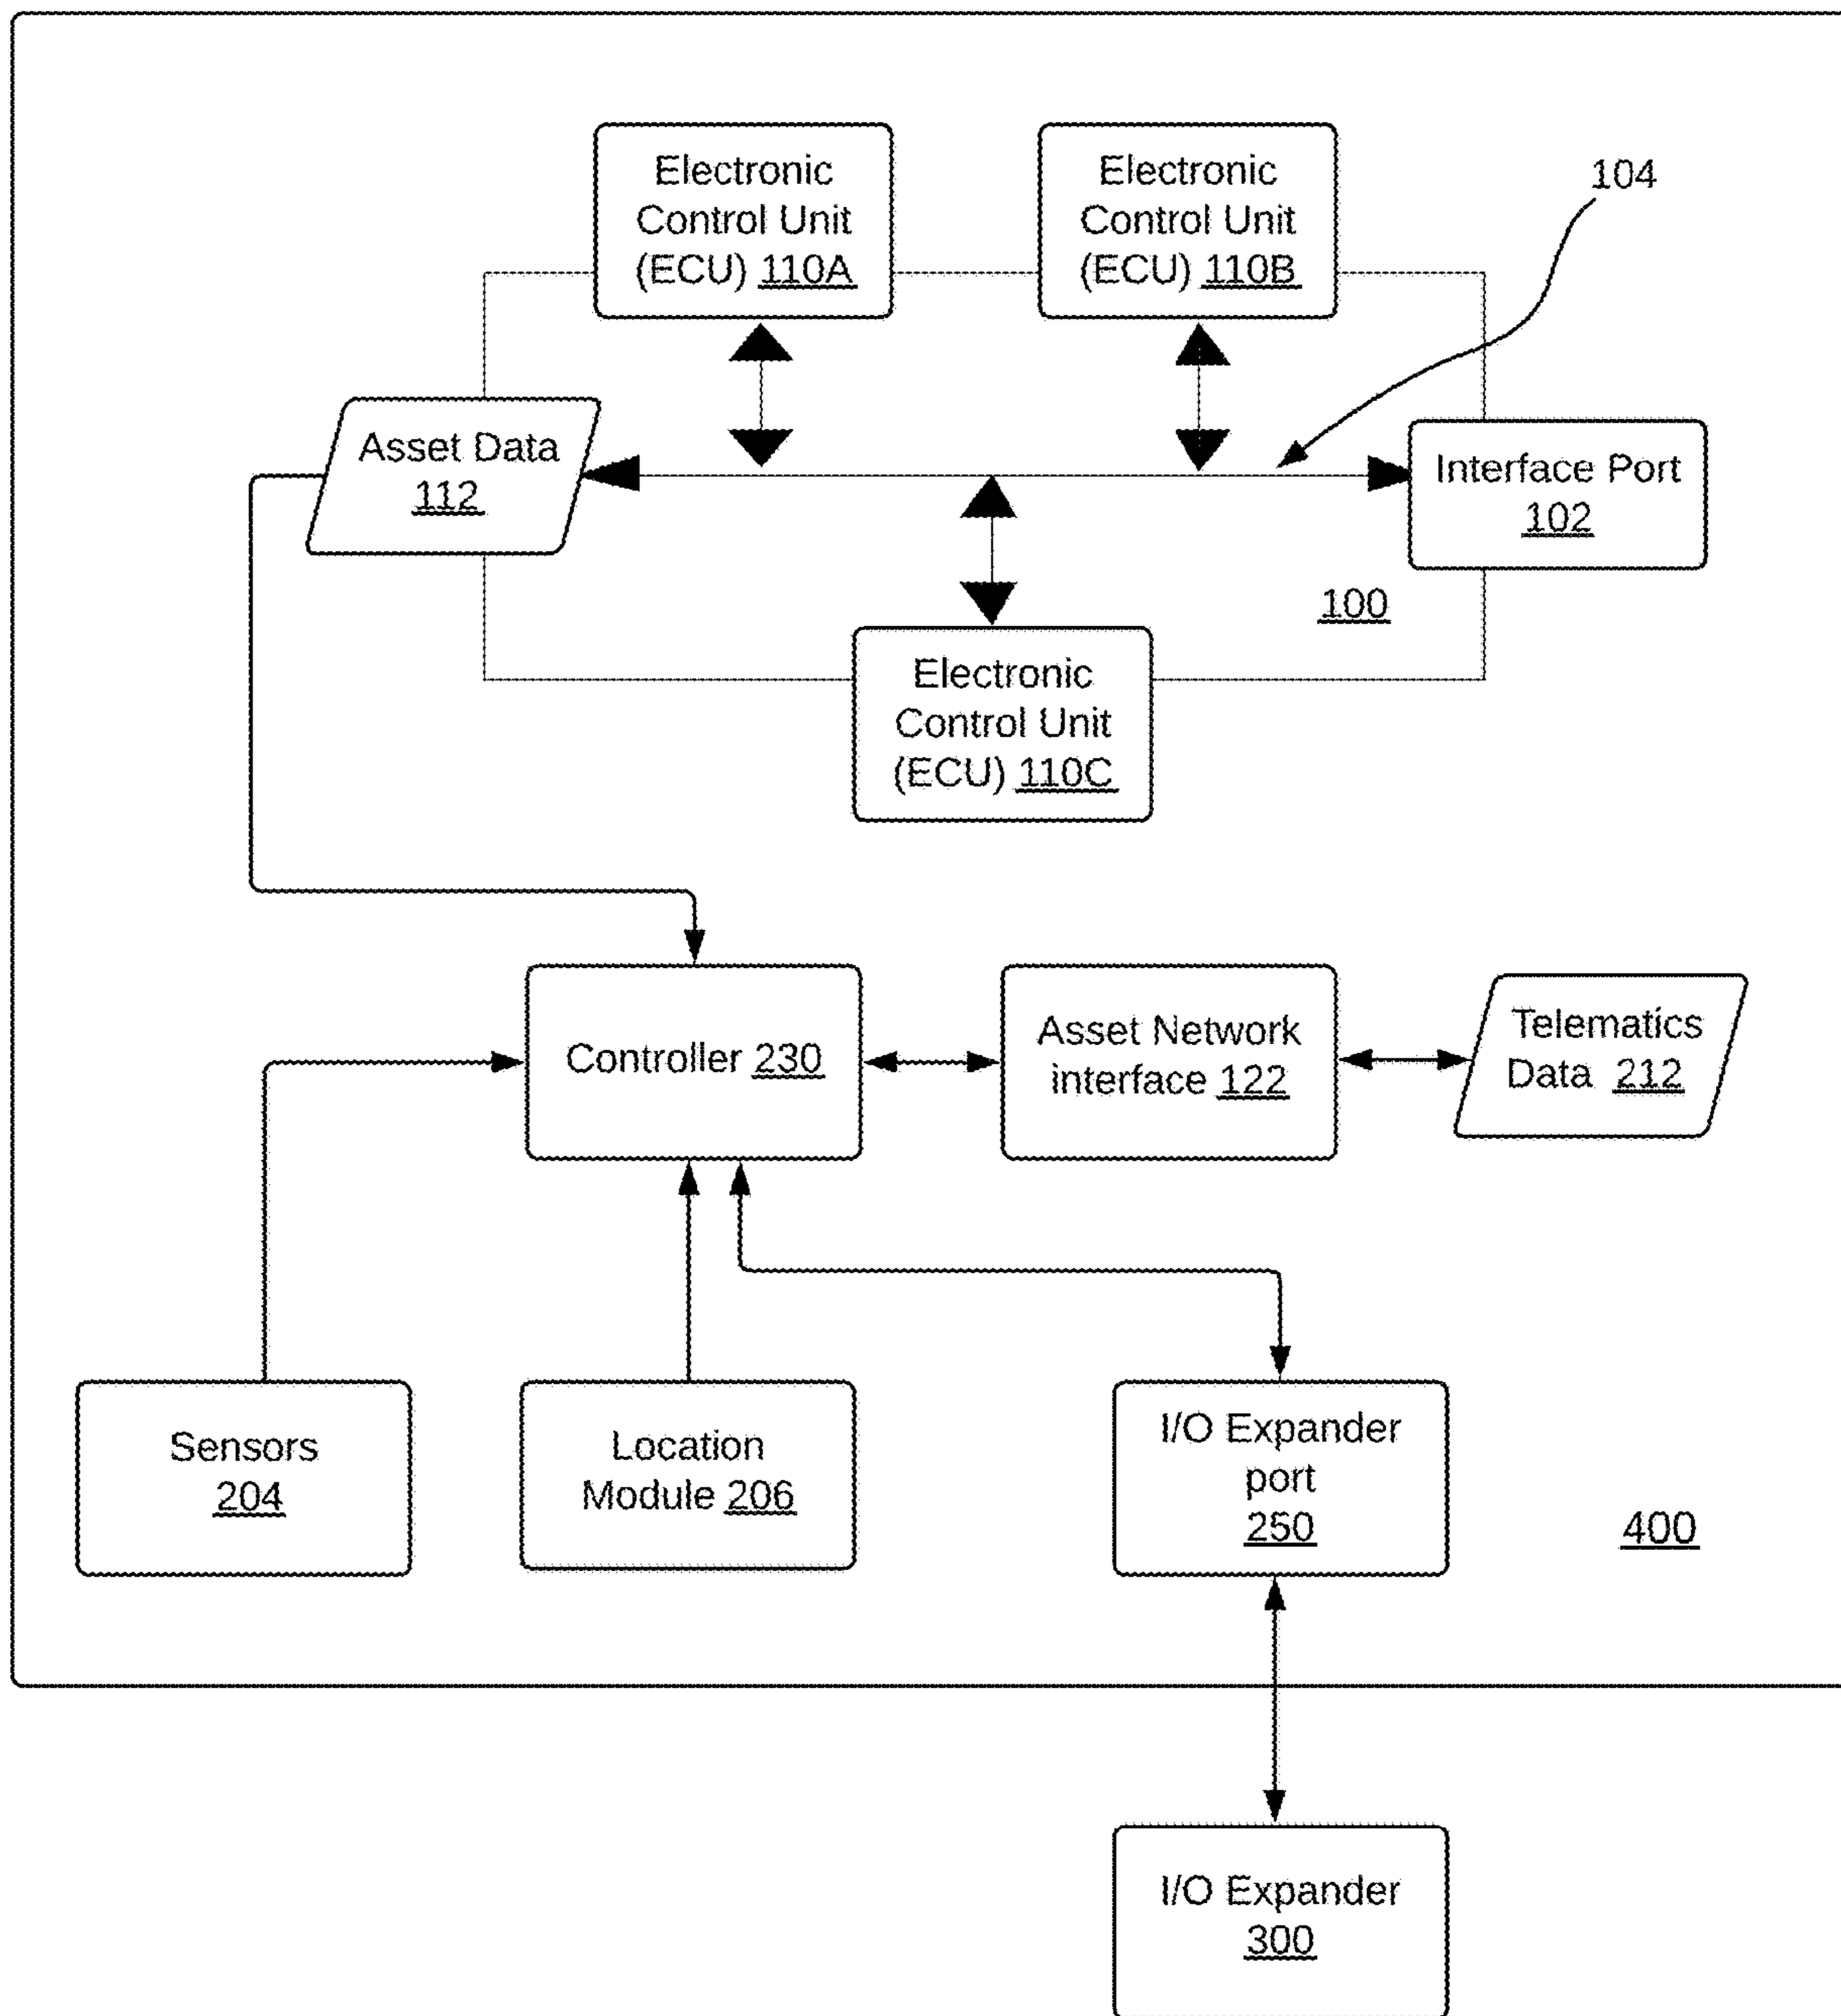 Electronic
Control Unit
(ECU) 110A
Electronic
Control Unit
(ECU) 110B
104
Asset Data
112
Interface Port
102
100
Electronic
Control Unit
(ECU) 110C
Controller 230
Asset Network
interface 122
Telematics
Data 212
Sensors
204
Location
Module 206
I/O Expander
port
250
400
I/O Expander
300